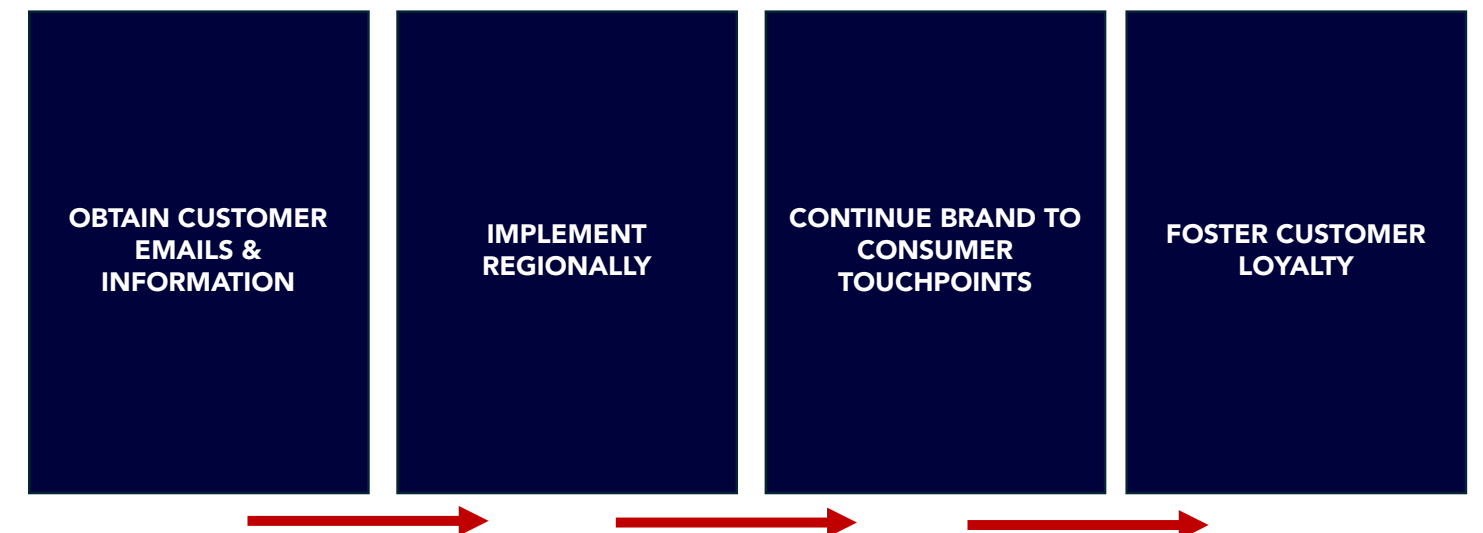 OBTAIN CUSTOMER
EMAILS &
INFORMATION
IMPLEMENT
REGIONALLY
CONTINUE BRAND TO
CONSUMER
TOUCHPOINTS
FOSTER CUSTOMER
LOYALTY